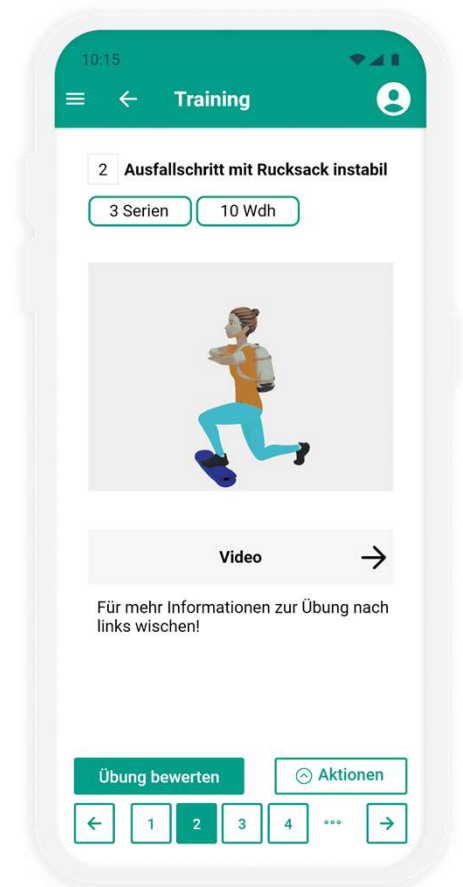 10:15
Training
2 Ausfallschritt mit Rucksack instabil
3 Serien 10 Wdh
Video
Für mehr Informationen zur Übung nach
links wischen!
Übung bewerten Aktionen
1 2 3 4